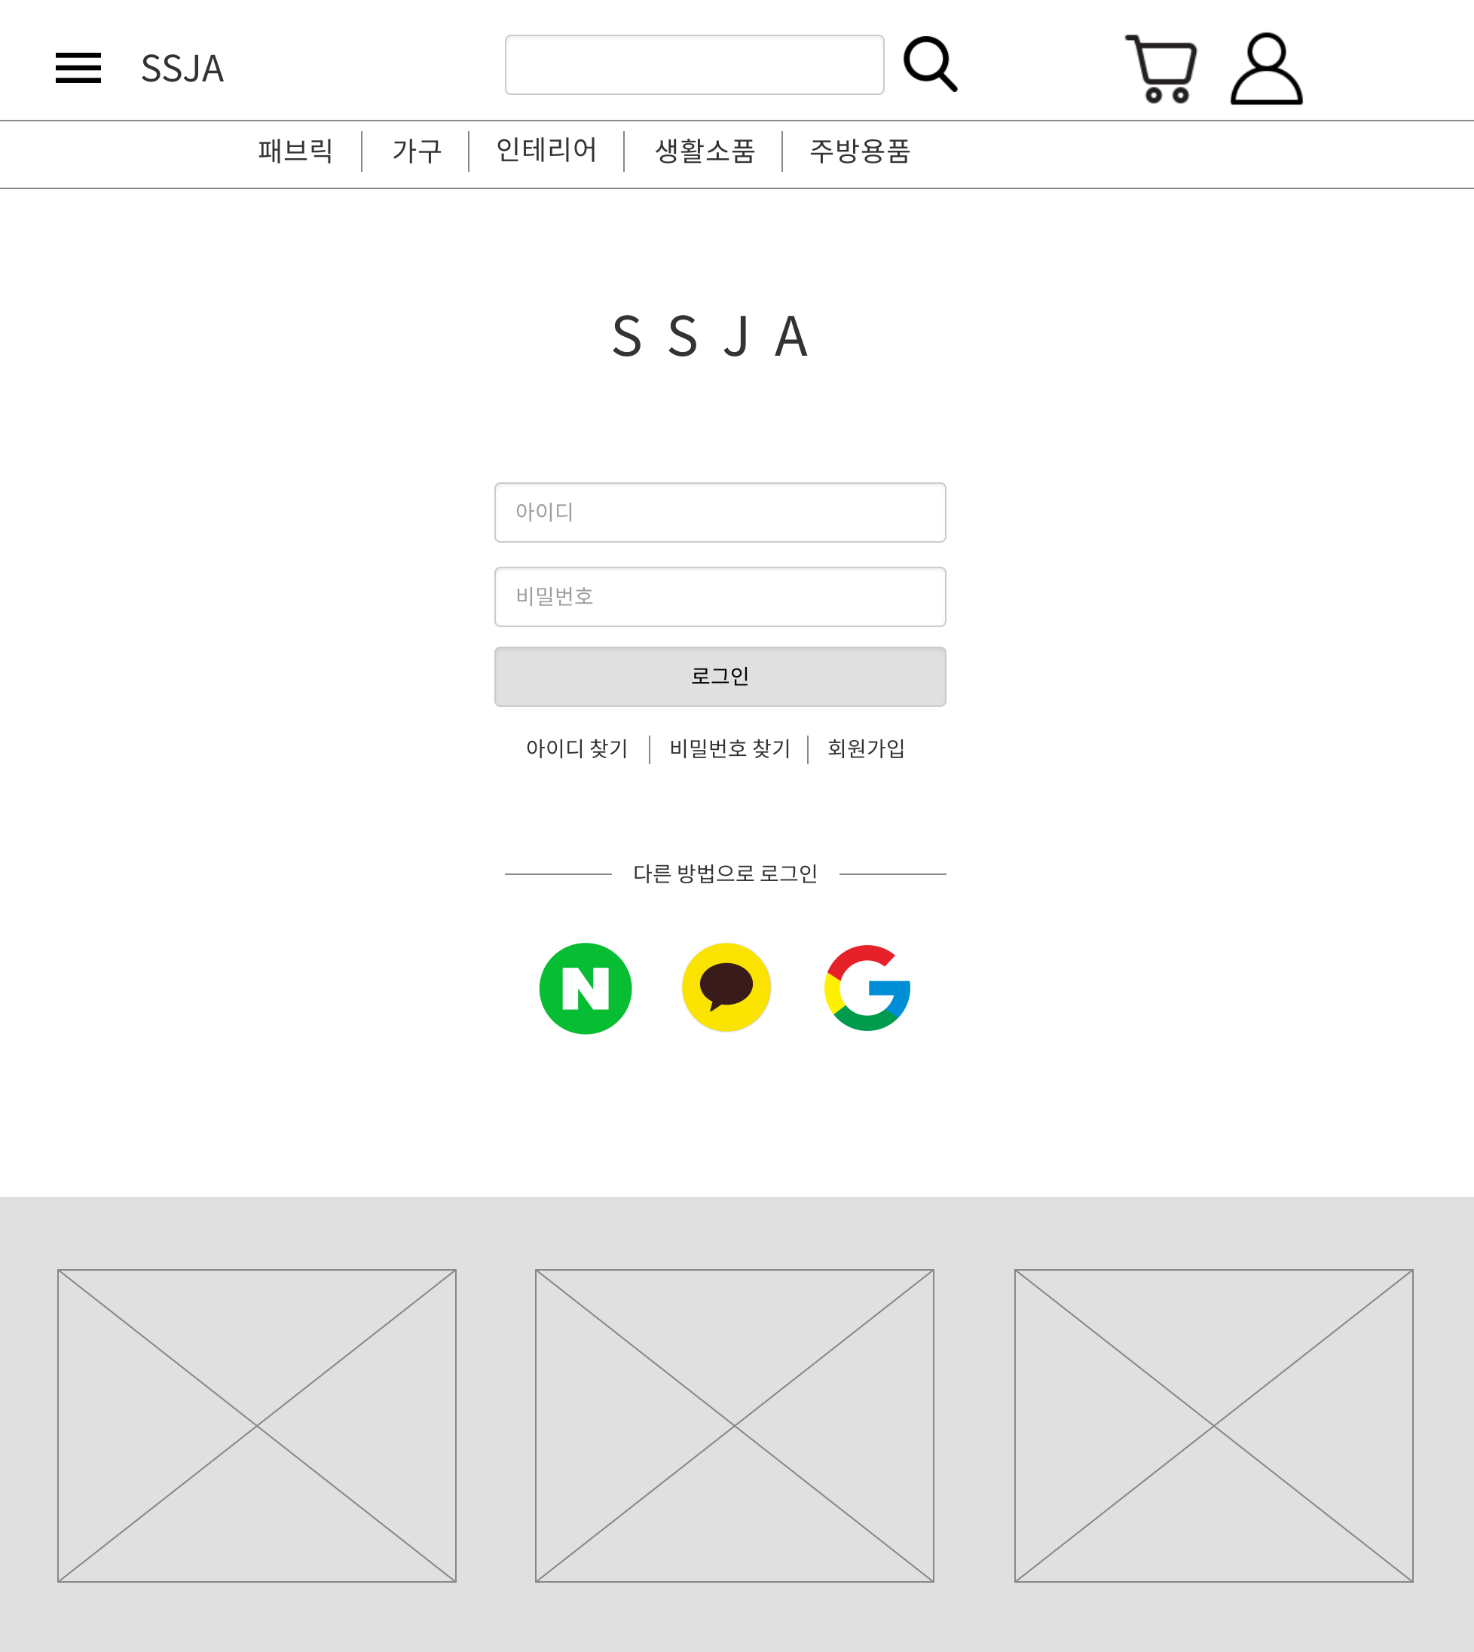 SSJA
패브릭 가구 인테리어 생활소품 주방용품
S S J A
아이디
비밀번호
로그인
아이디 찾기 비밀번호 찾기 회원가입
다른 방법으로 로그인
N G